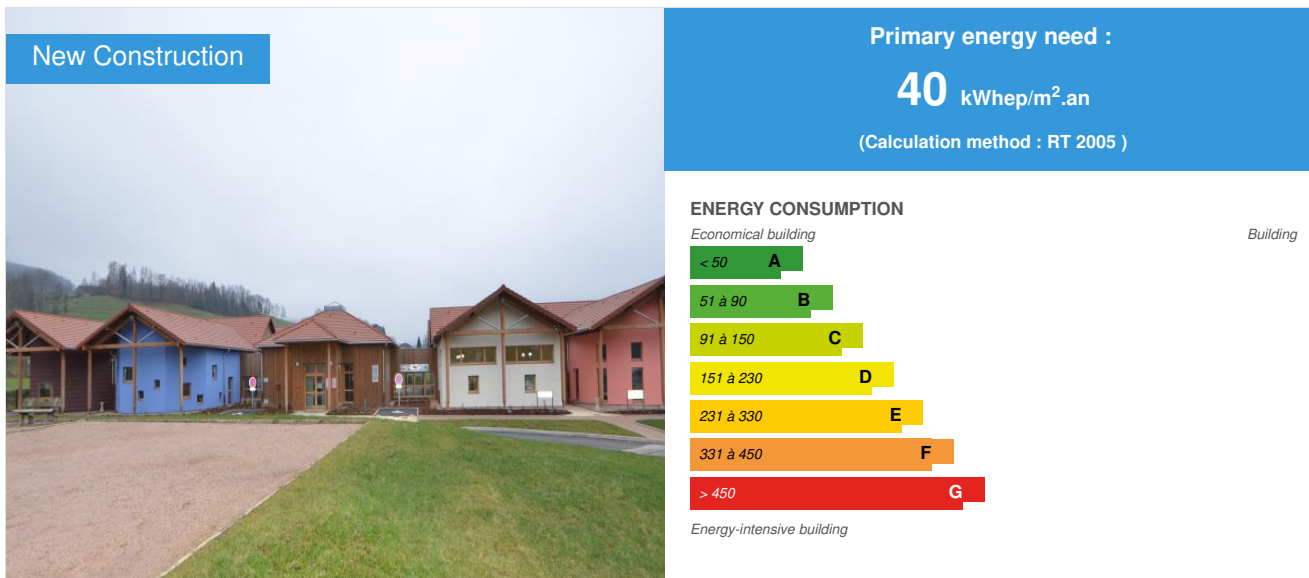 New Construction
Primary energy need :
40 kWhep/m².an
(Calculation method : RT 2005 )
ENERGY CONSUMPTION
Economical building Building
< 50 A
51 à 90 B
91 à 150 C
151 à 230 D
231 à 330 E
331 à 450 F
> 450 G
Energy-intensive building